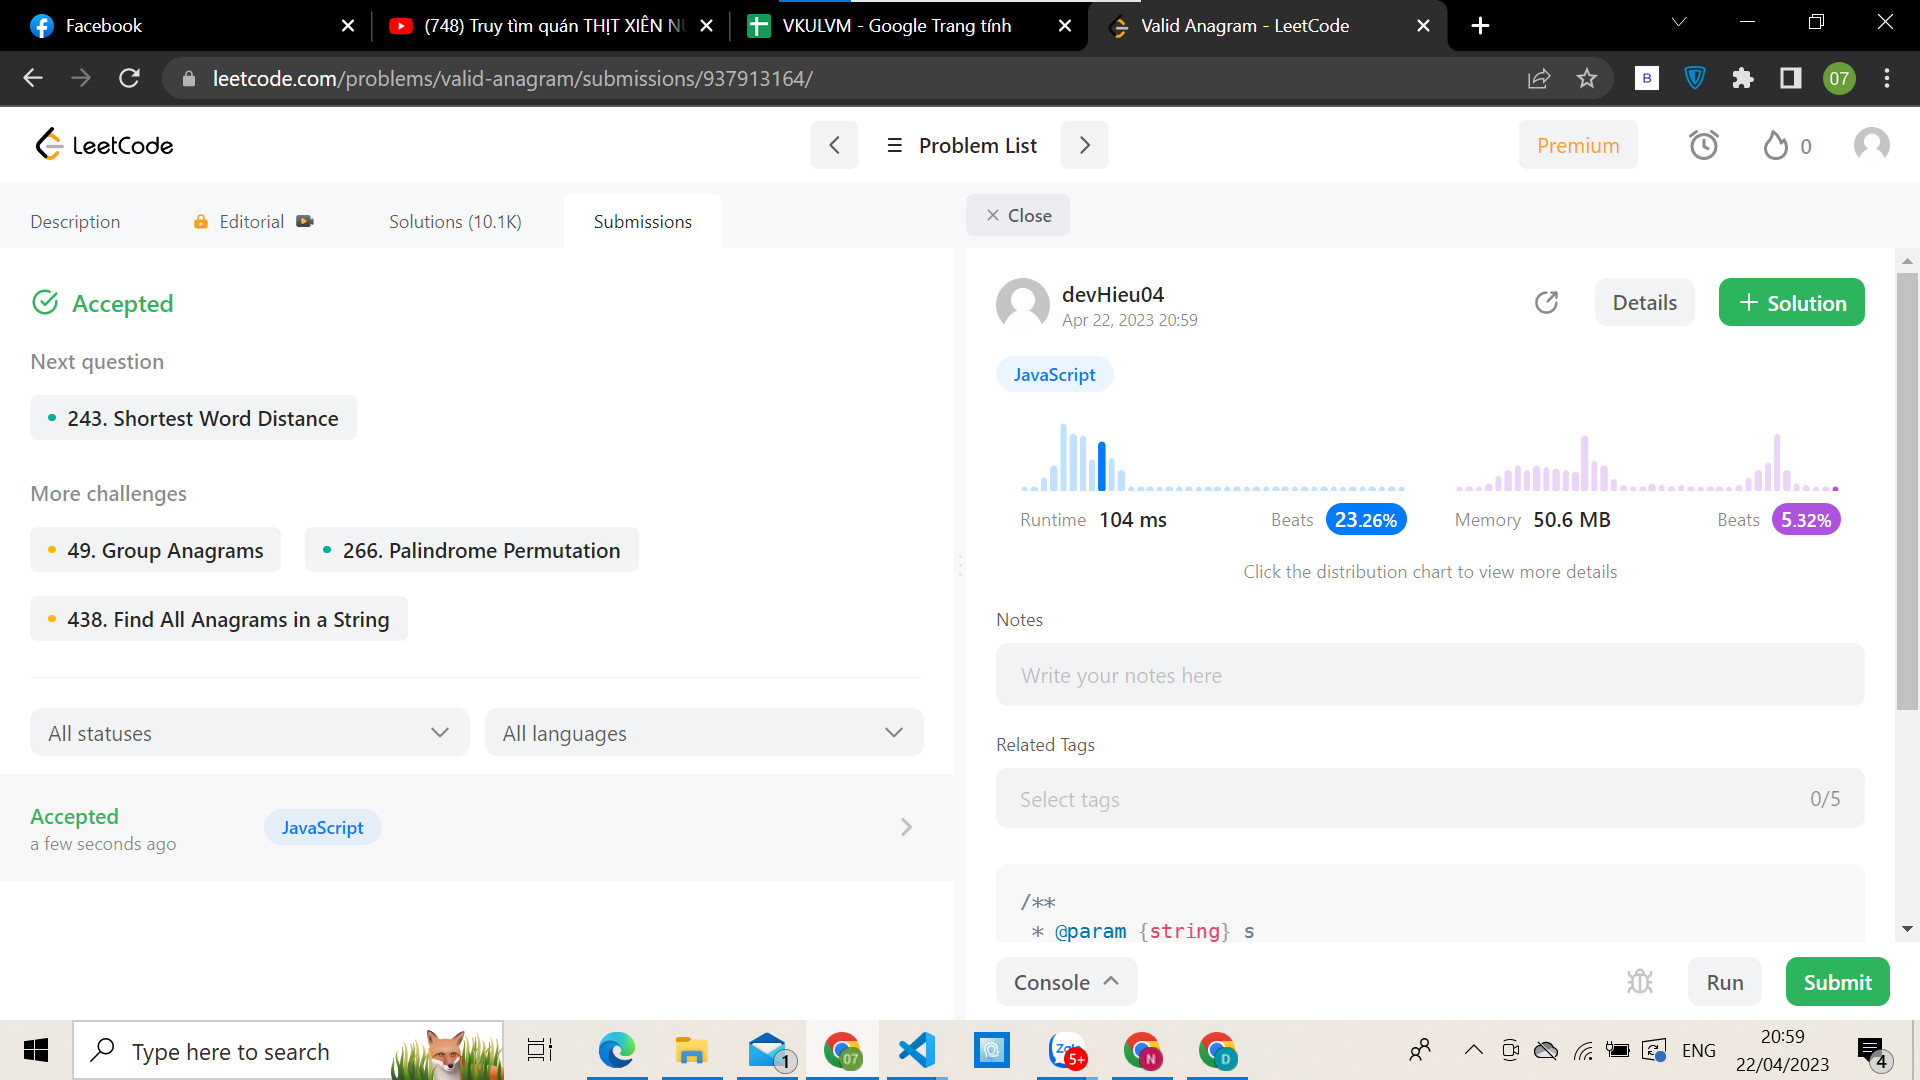 Facebook
(748) Truy tìm quán THỊT XIÊN NƯ
VKULVM - Google Trang tính
Valid Anagram - LeetCode
leetcode.com/problems/valid-anagram/submissions/937913164/
B
07
LeetCode
Problem List
Premium
0
Description
Editorial
Solutions (10.1K)
Submissions
Close
Accepted
Next question
243. Shortest Word Distance
More challenges
49. Group Anagrams
266. Palindrome Permutation
438. Find All Anagrams in a String
All statuses
All languages
Accepted
a few seconds ago
JavaScript
devHieu04
Apr 22, 2023 20:59
Details
+ Solution
JavaScript
Runtime 104 ms
Beats 23.26%
Memory 50.6 MB
Beats 5.32%
Click the distribution chart to view more details
Notes
Write your notes here
Related Tags
Select tags
0/5
/**
* @param {string} s
Console
Run
Submit
Type here to search
1
07
Zalo
5+
N
D
ENG
20:59
22/04/2023
4